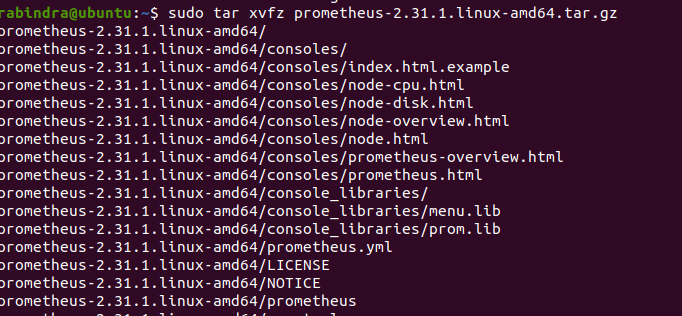 rabindra@ubuntu:~$ sudo tar xvfz prometheus-2.31.1.linux-amd64.tar.gz
prometheus-2.31.1.linux-amd64/
prometheus-2.31.1.linux-amd64/consoles/
prometheus-2.31.1.linux-amd64/consoles/index.html.example
prometheus-2.31.1.linux-amd64/consoles/node-cpu.html
prometheus-2.31.1.linux-amd64/consoles/node-disk.html
prometheus-2.31.1.linux-amd64/consoles/node-overview.html
prometheus-2.31.1.linux-amd64/consoles/node.html
prometheus-2.31.1.linux-amd64/consoles/prometheus-overview.html
prometheus-2.31.1.linux-amd64/consoles/prometheus.html
prometheus-2.31.1.linux-amd64/console_libraries/
prometheus-2.31.1.linux-amd64/console_libraries/menu.lib
prometheus-2.31.1.linux-amd64/console_libraries/prom.lib
prometheus-2.31.1.linux-amd64/prometheus.yml
prometheus-2.31.1.linux-amd64/LICENSE
prometheus-2.31.1.linux-amd64/NOTICE
prometheus-2.31.1.linux-amd64/prometheus